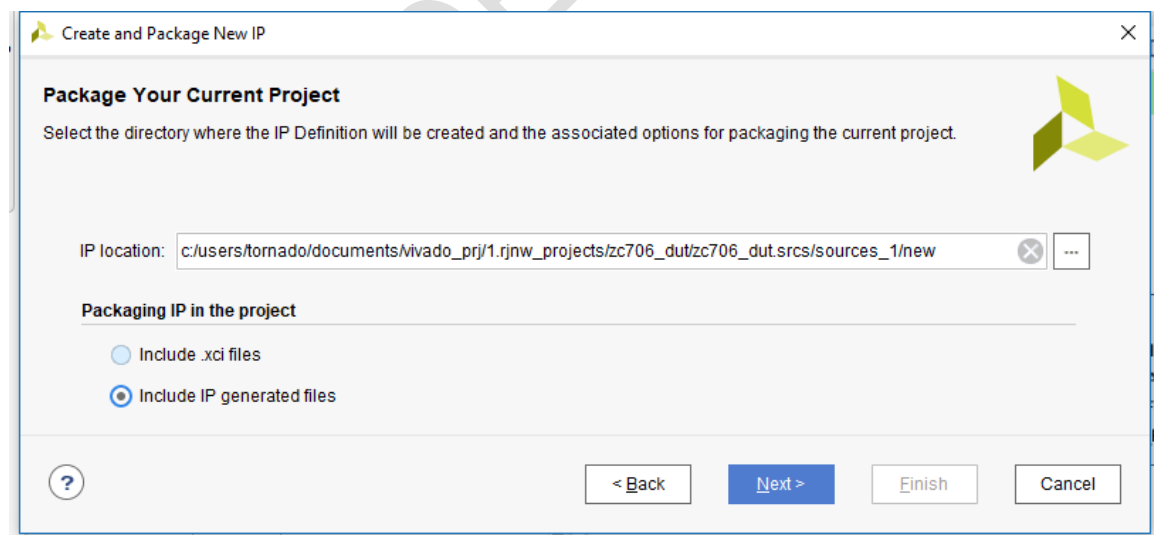 Create and Package New IP
Package Your Current Project
Select the directory where the IP Definition will be created and the associated options for packaging the current project.
IP location: c:/users/tornado/documents/vivado_prj/1.rjnw_projects/zc706_dut/zc706_dut.srcs/sources_1/new
...
Packaging IP in the project
Include .xci files
Include IP generated files
? < Back Next > Finish Cancel